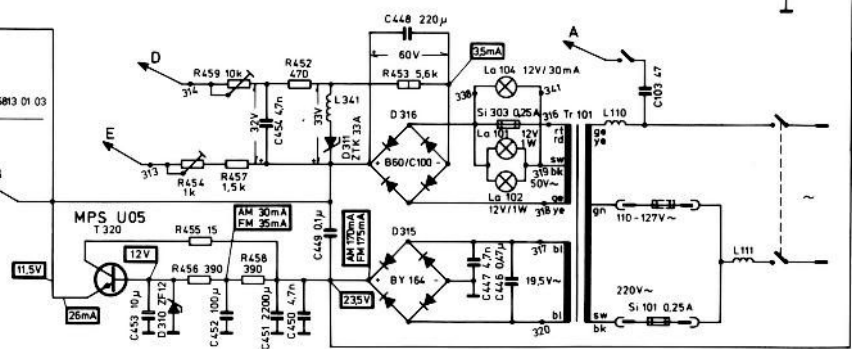 C448 220µ
60V
D
R459 10k
314
R452
470
R453 5,6k
3,5mA
A
La 104 12V/30mA
338
341
C103 47
5813 01 03
32V
C454 4,7n
33V
L341
D311
ZTK 33A
D316
B60/C100
+
-
Si 303 0,25A
316
Tr 101
L110
La 101 12V
1W
rt
rd
ge
ye
sw
bk
319
50V~
ge
ye
318
La 102
12V/1W
gn
110-127V~
~
E
313
R454
1k
R457
1,5k
MPS U05
T320
R455 15
AM 30mA
FM 35mA
C449 0,1µ
AM 170mA
FM 175mA
D315
BY 164
+
-
317
bl
C447 4,7n
C446 0,47µ
19,5V~
320
bl
L111
220V~
Si 101 0,25A
sw
bk
11,5V
12V
R456 390
R458
390
23,5V
26mA
C453 10µ
D310 ZF12
C452 100µ
C451 2200µ
C450 4,7n